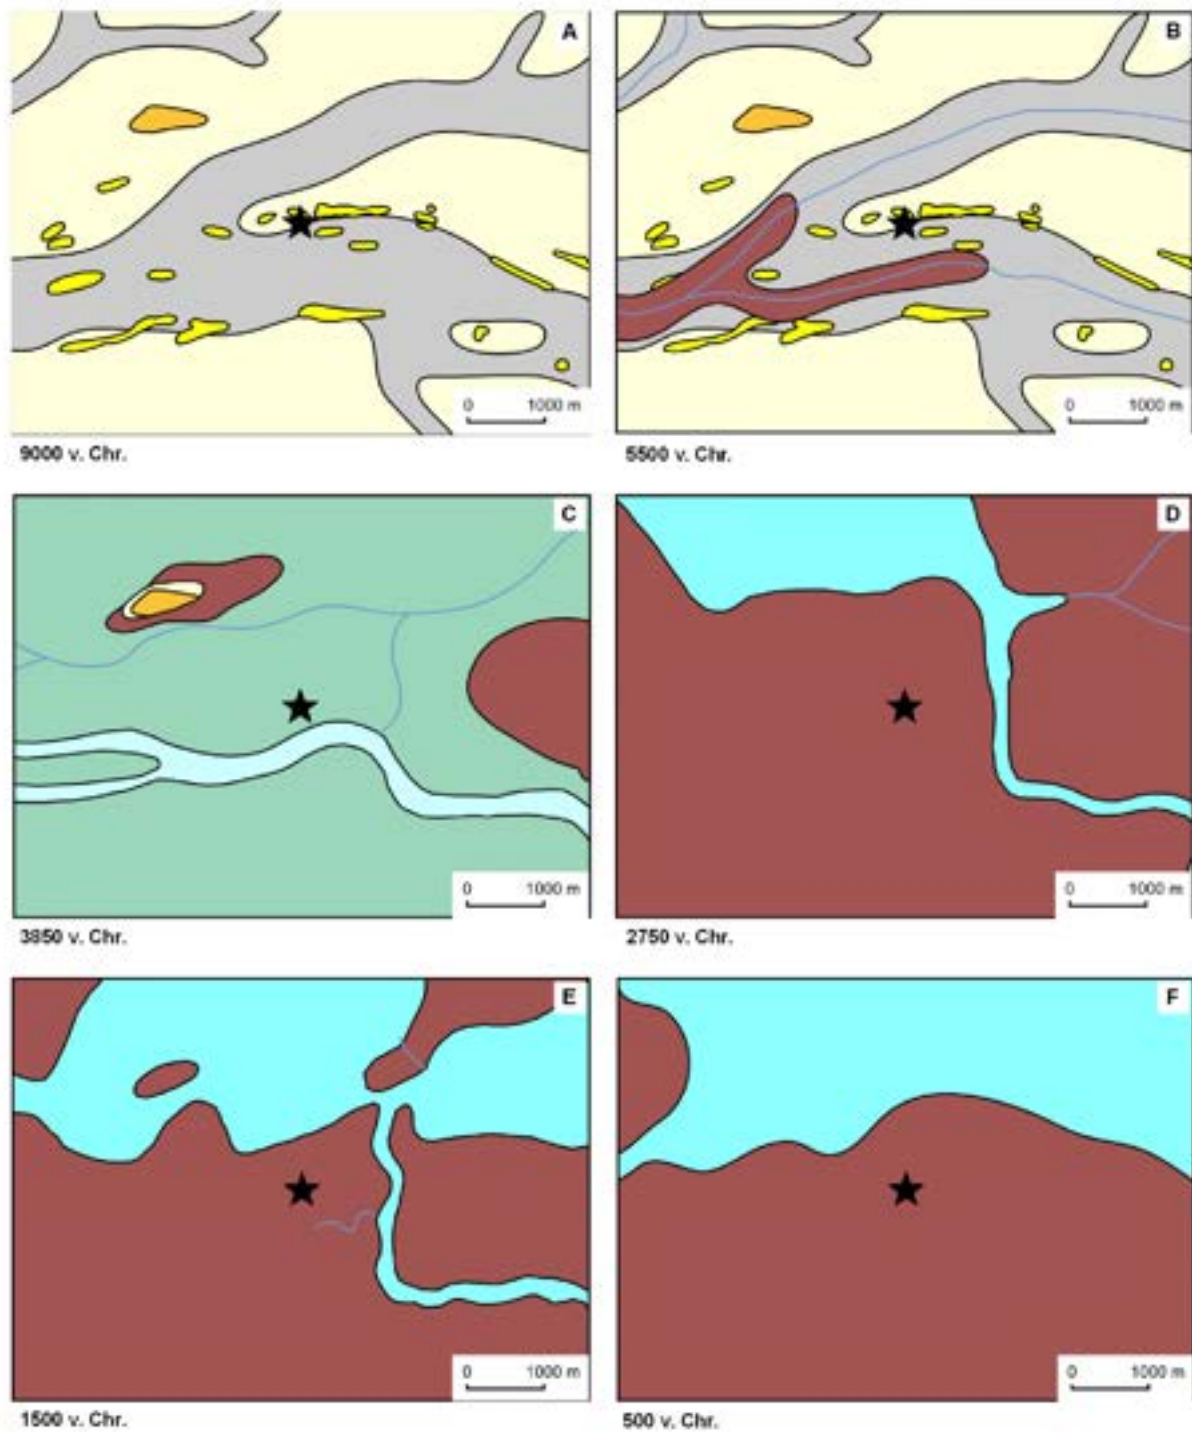 A
B
0 1000 m
0 1000 m
9000 v. Chr.
5500 v. Chr.
C
D
0 1000 m
0 1000 m
3850 v. Chr.
2750 v. Chr.
E
F
0 1000 m
0 1000 m
1500 v. Chr.
500 v. Chr.